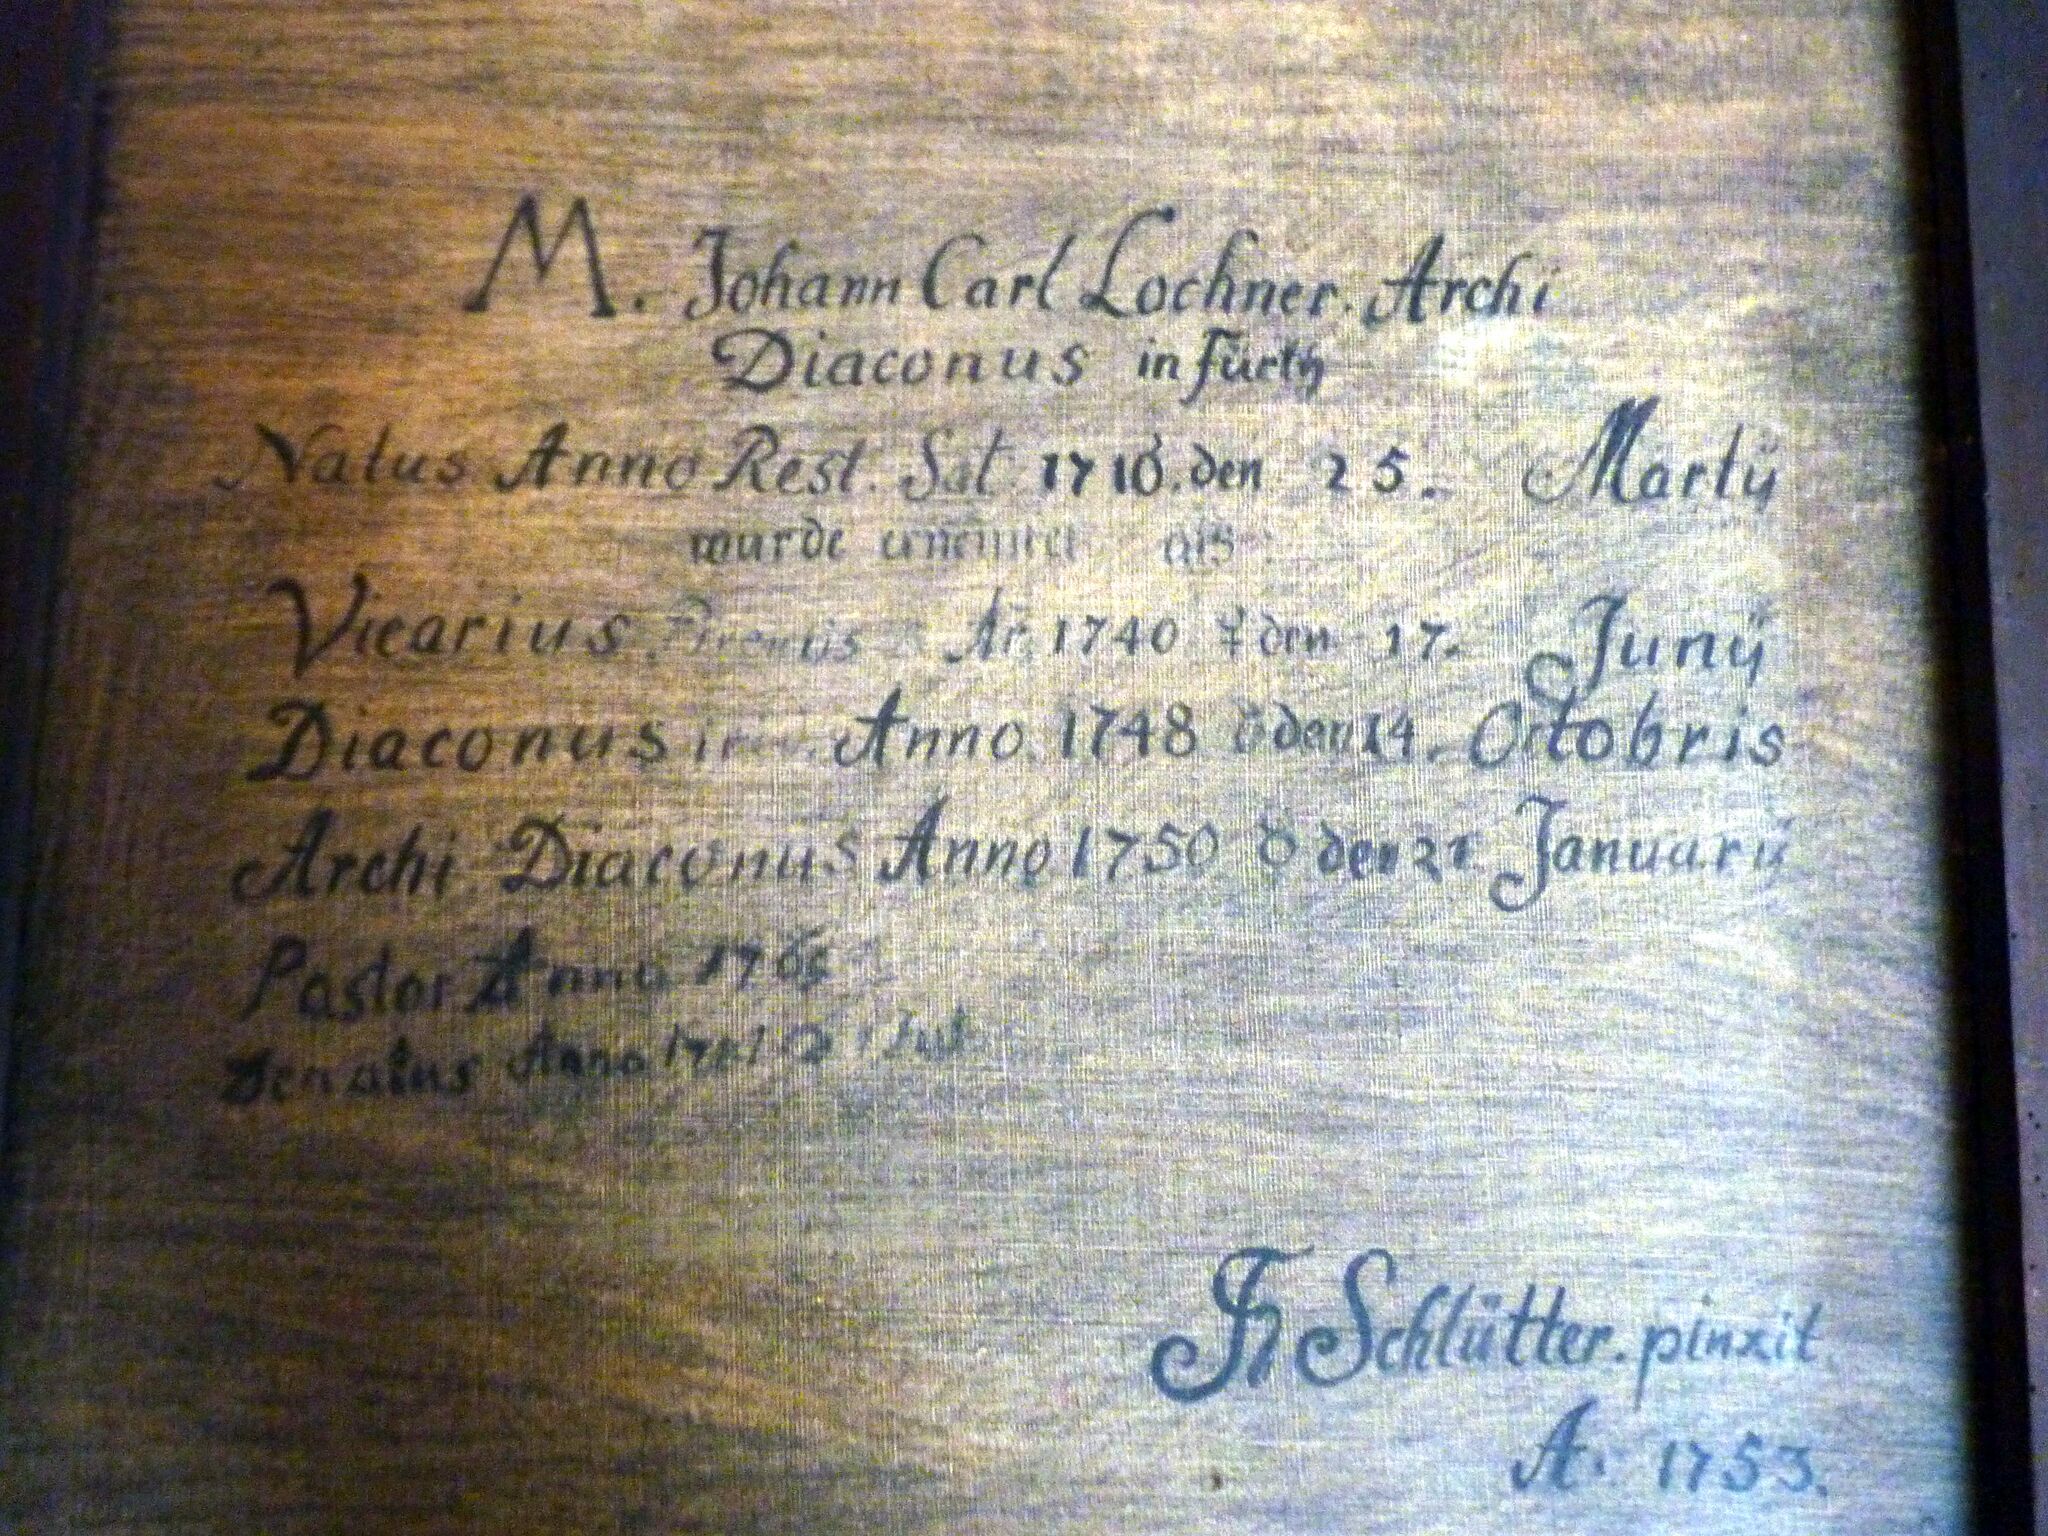 M. Johann Carl Lochner. Archi
Diaconus in Fürth
Natus Anno Rest. Sal. 1710. den 25. Martÿ
wurde als
Vicarius Ao. 1740 ☿ den 17. Junÿ
Diaconus Anno 1748 den 14. Octobris
Archi Diaconus Anno 1750 ☿ den 21 Januarÿ
Pastor Anno
Denatus Anno
JH Schlütter. pinxit
A. 1753.